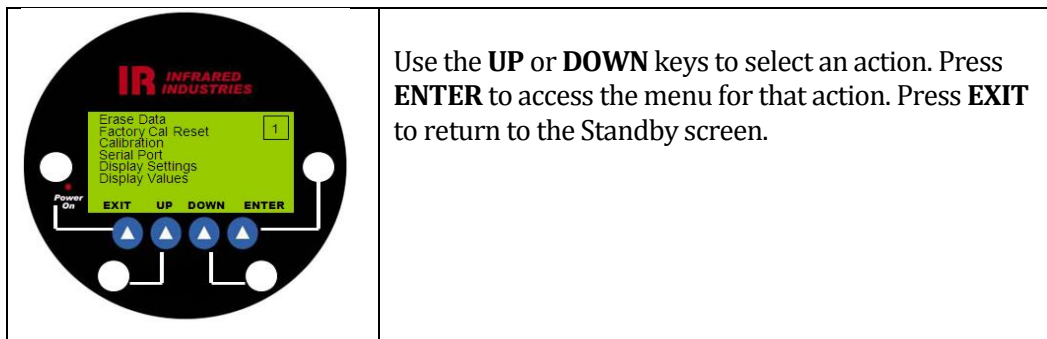 IR INFRARED
INDUSTRIES
Erase Data
Factory Cal Reset
1
Calibration
Serial Port
Display Settings
Display Values
Power
On
EXIT UP DOWN ENTER
Use the UP or DOWN keys to select an action. Press
ENTER to access the menu for that action. Press EXIT
to return to the Standby screen.